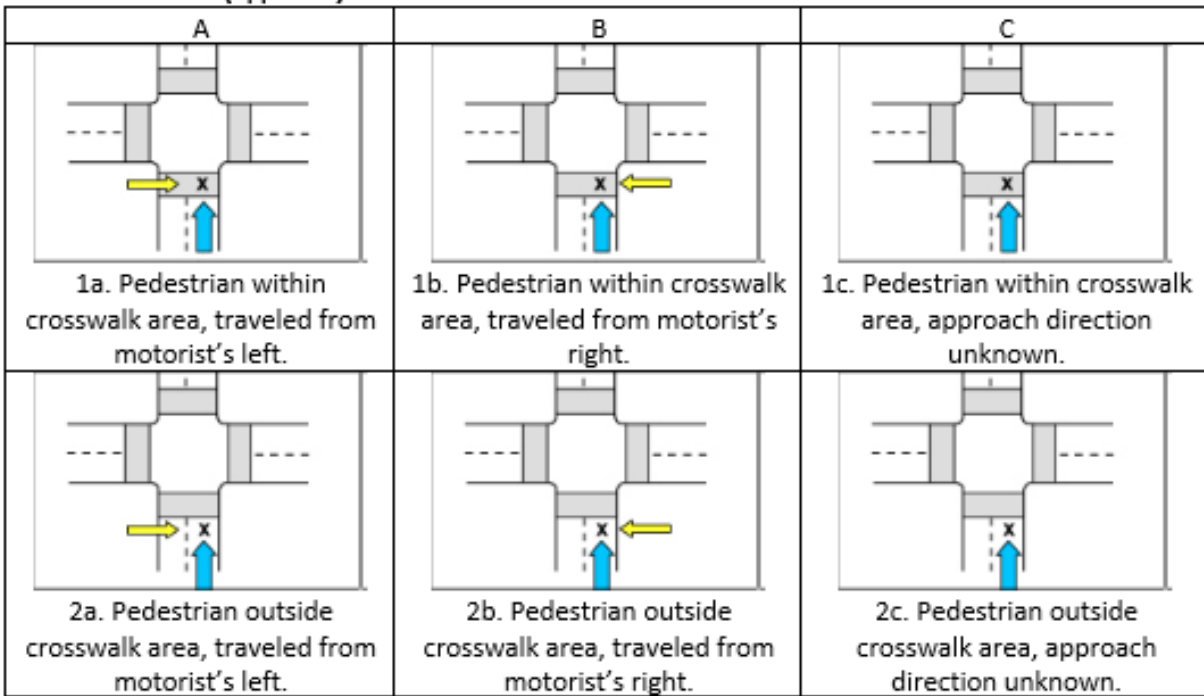 A
B
C
X
X
X
1a. Pedestrian within
crosswalk area, traveled from
motorist's left.
1b. Pedestrian within crosswalk
area, traveled from motorist's
right.
1c. Pedestrian within crosswalk
area, approach direction
unknown.
X
X
X
2a. Pedestrian outside
crosswalk area, traveled from
motorist's left.
2b. Pedestrian outside
crosswalk area, traveled from
motorist's right.
2c. Pedestrian outside
crosswalk area, approach
direction unknown.